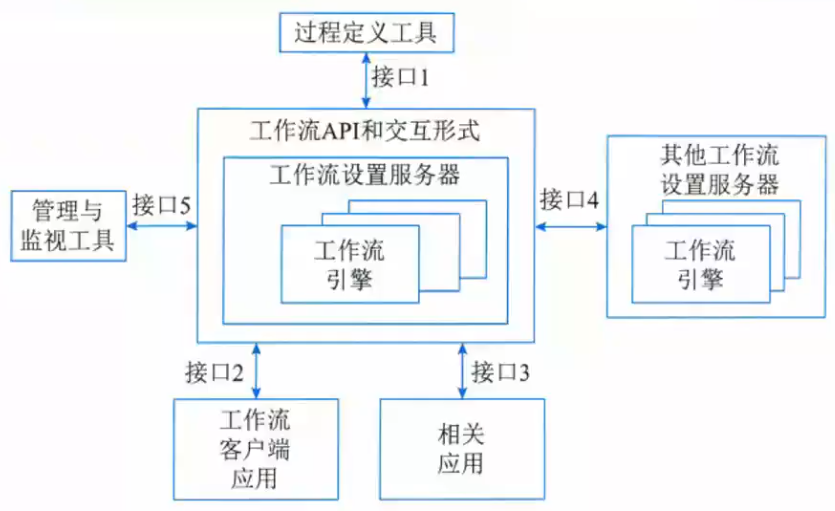 过程定义工具
接口1
工作流API和交互形式
工作流设置服务器
工作流
引擎
其他工作流
设置服务器
工作流
引擎
接口4
管理与
监视工具
接口5
接口2
接口3
工作流
客户端
应用
相关
应用